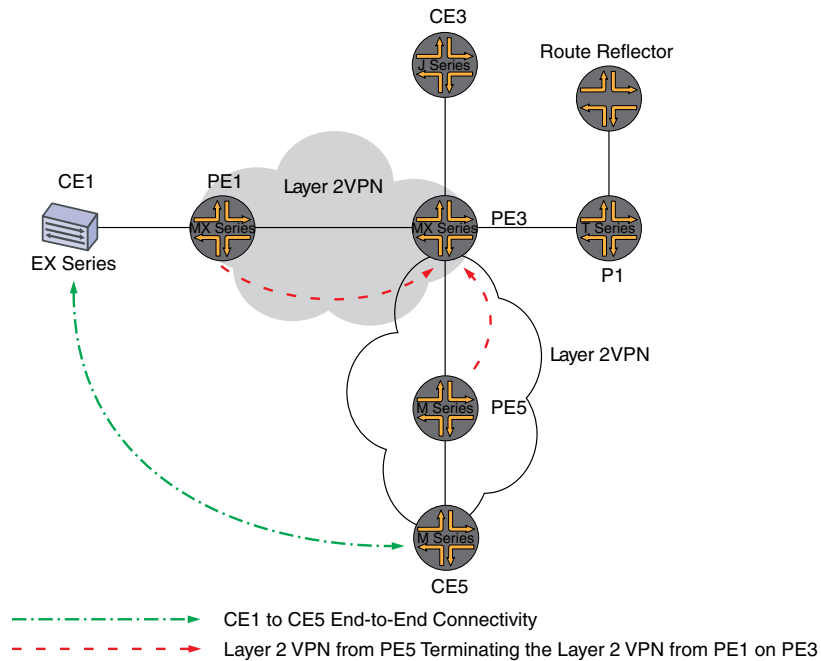 CE3
J Series
Route Reflector
CE1
PE1
Layer 2VPN
MX Series
MX Series
PE3
T Series
EX Series
P1
Layer 2VPN
M Series
PE5
M Series
CE5
CE1 to CE5 End-to-End Connectivity
Layer 2 VPN from PE5 Terminating the Layer 2 VPN from PE1 on PE3